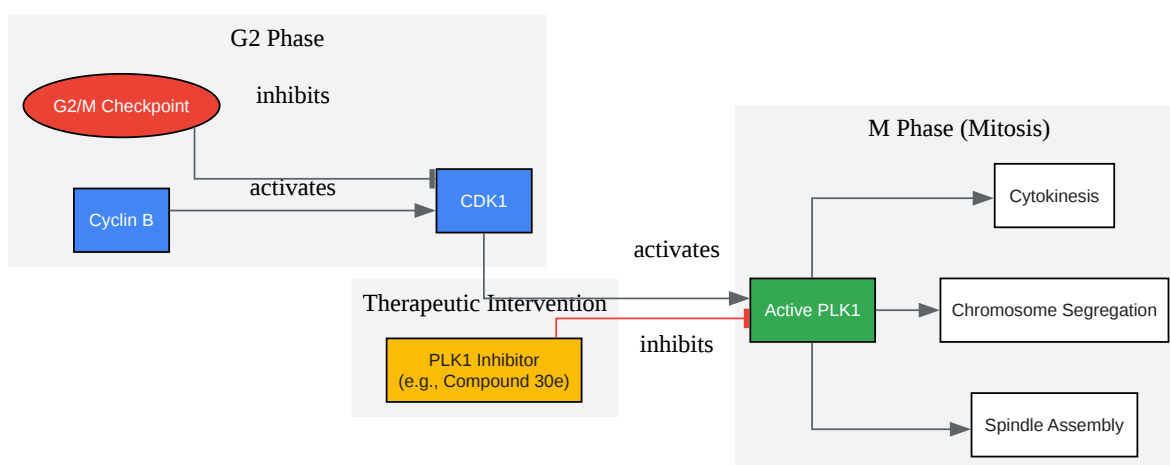 G2 Phase
G2/M Checkpoint
inhibits
activates
Cyclin B
CDK1
Therapeutic Intervention
PLK1 Inhibitor
(e.g., Compound 30e)
activates
inhibits
M Phase (Mitosis)
Active PLK1
Cytokinesis
Chromosome Segregation
Spindle Assembly